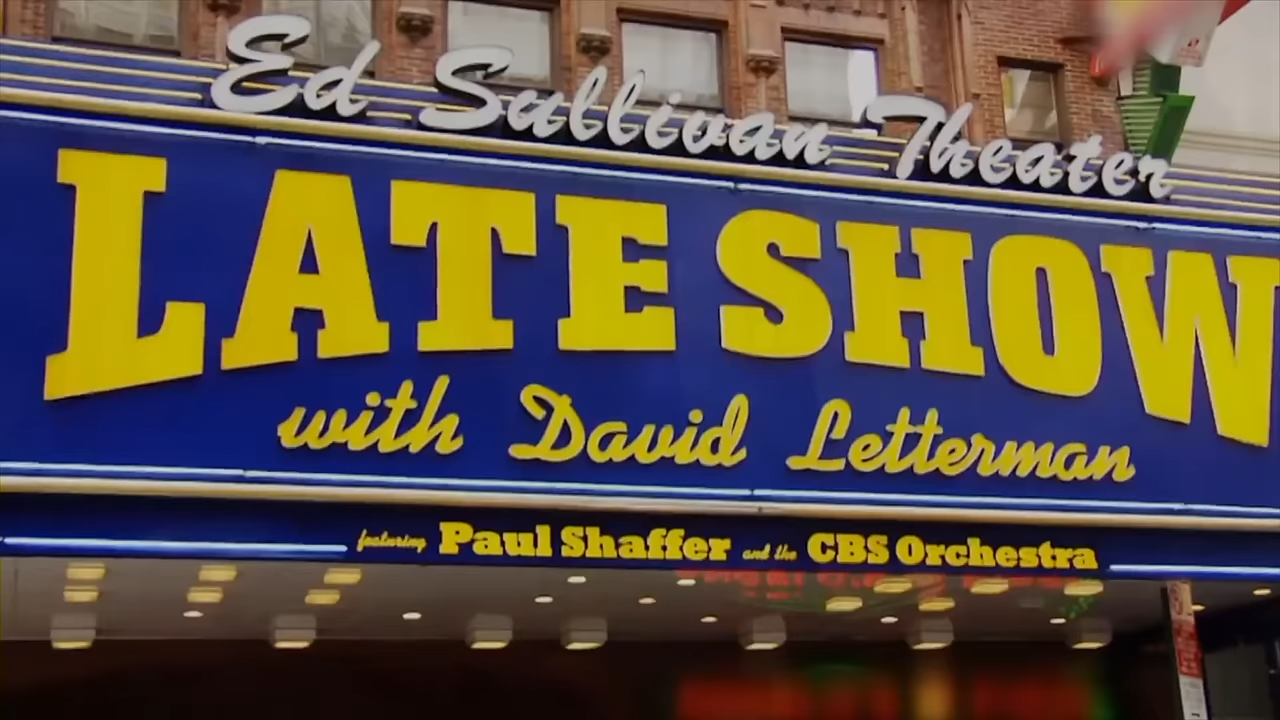 Ed Sullivan Theater
LATE SHOW
with David Letterman
featuring Paul Shaffer and the CBS Orchestra